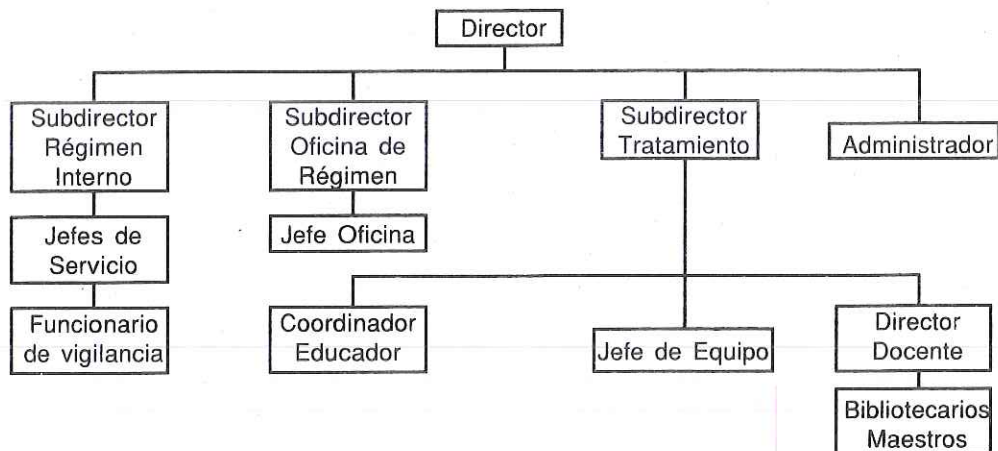 Director
Subdirector
Régimen
Interno
Subdirector
Oficina de
Régimen
Subdirector
Tratamiento
Administrador
Jefes de
Servicio
Jefe Oficina
Funcionario
de vigilancia
Coordinador
Educador
Jefe de Equipo
Director
Docente
Bibliotecarios
Maestros